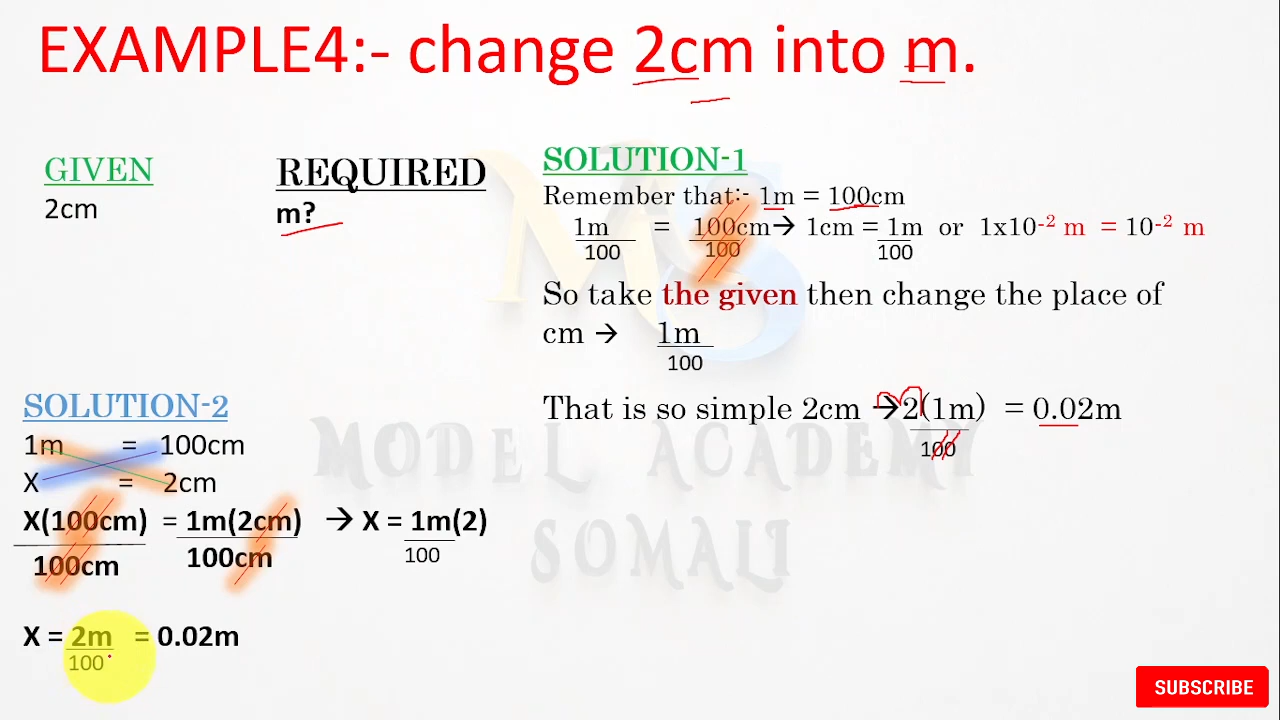 EXAMPLE4:- change 2cm into m.
GIVEN
2cm
REQUIRED
m?
SOLUTION-1
Remember that:- 1m = 100cm
1m = 100cm→ 1cm = 1m or 1x10-2 m = 10-2 m
100 100 100
So take the given then change the place of
cm → 1m
100
That is so simple 2cm →2(1m) = 0.02m
100
SOLUTION-2
1m = 100cm
X = 2cm
X(100cm) = 1m(2cm) → X = 1m(2)
100cm 100cm 100
X = 2m = 0.02m
100
MODEL ACADEMY
SOMALI
SUBSCRIBE